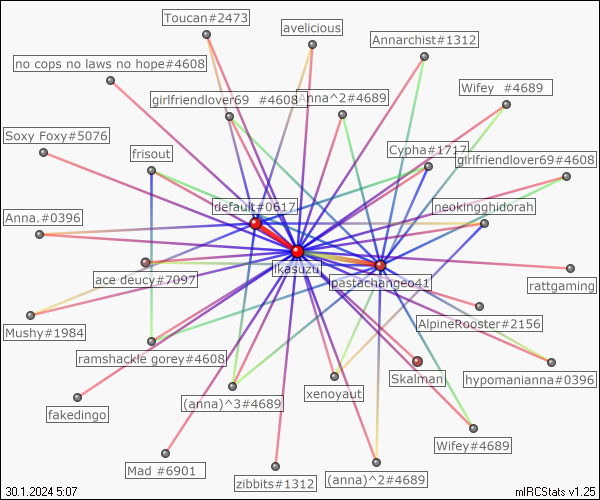 Toucan#2473
avelicious
Annarchist#1312
no cops no laws no hope#4608
Wifey  #4689
girlfriendlover69  #4608
Anna^2#4689
Soxy Foxy#5076
frisout
Cypha#1717
girlfriendlover69#4608
default#0617
neokingghidorah
Anna.#0396
ikasuzu
ace deucy#7097
pastachangeo41
rattgaming
Mushy#1984
AlpineRooster#2156
ramshackle gorey#4608
Skalman
hypomanianna#0396
fakedingo
(anna)^3#4689
xenoyaut
Wifey#4689
Mad #6901
zibbits#1312
(anna)^2#4689
30.1.2024 5:07
mIRCStats v1.25